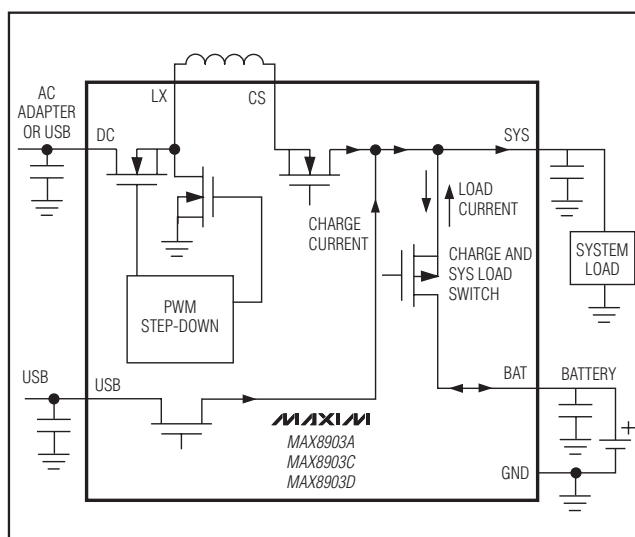 AC
ADAPTER
OR USB
LX
CS
DC
SYS
CHARGE
CURRENT
LOAD
CURRENT
CHARGE AND
SYS LOAD
SWITCH
SYSTEM
LOAD
PWM
STEP-DOWN
USB
USB
BAT
BATTERY
+
MAXIM
MAX8903A
MAX8903C
MAX8903D
GND